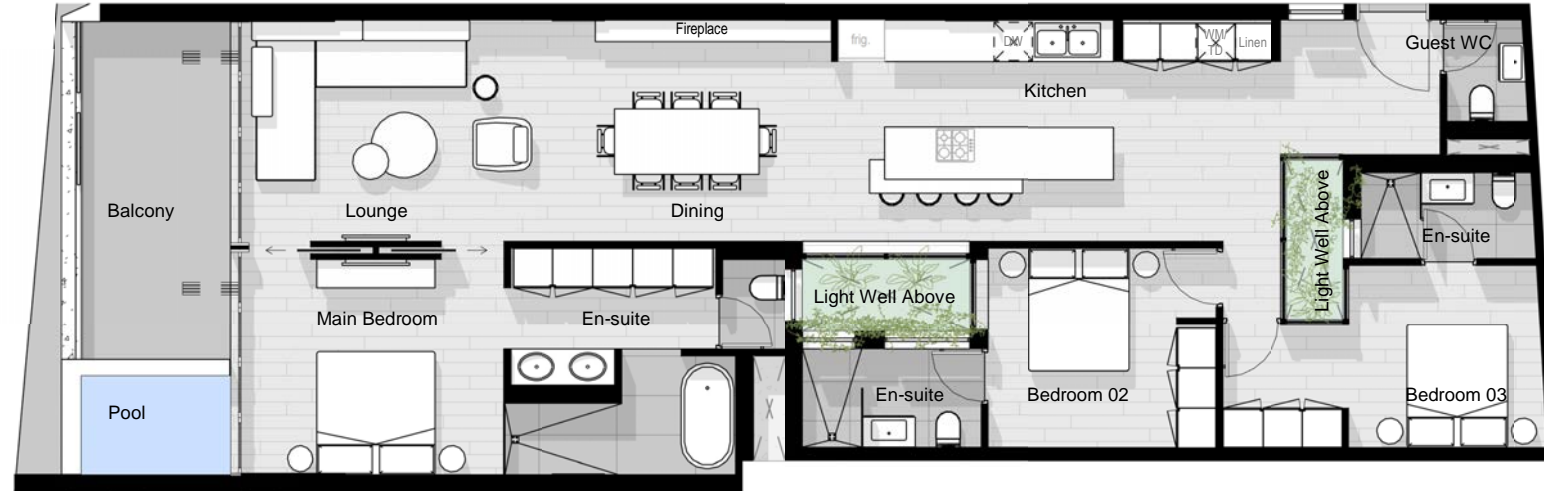 Fireplace
frig.
DW
WM/
TD
Linen
Guest WC
Kitchen
Balcony
Lounge
Dining
Light Well Above
En-suite
Main Bedroom
En-suite
Light Well Above
Pool
En-suite
Bedroom 02
Bedroom 03